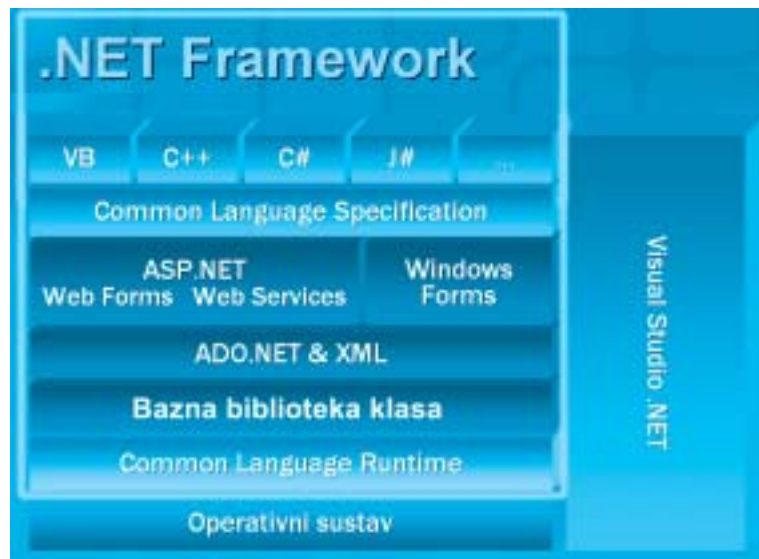 .NET Framework
VB C++ C# J# ...
Common Language Specification
ASP.NET
Web Forms Web Services
Windows
Forms
ADO.NET & XML
Bazna biblioteka klasa
Common Language Runtime
Operativni sustav
Visual Studio .NET